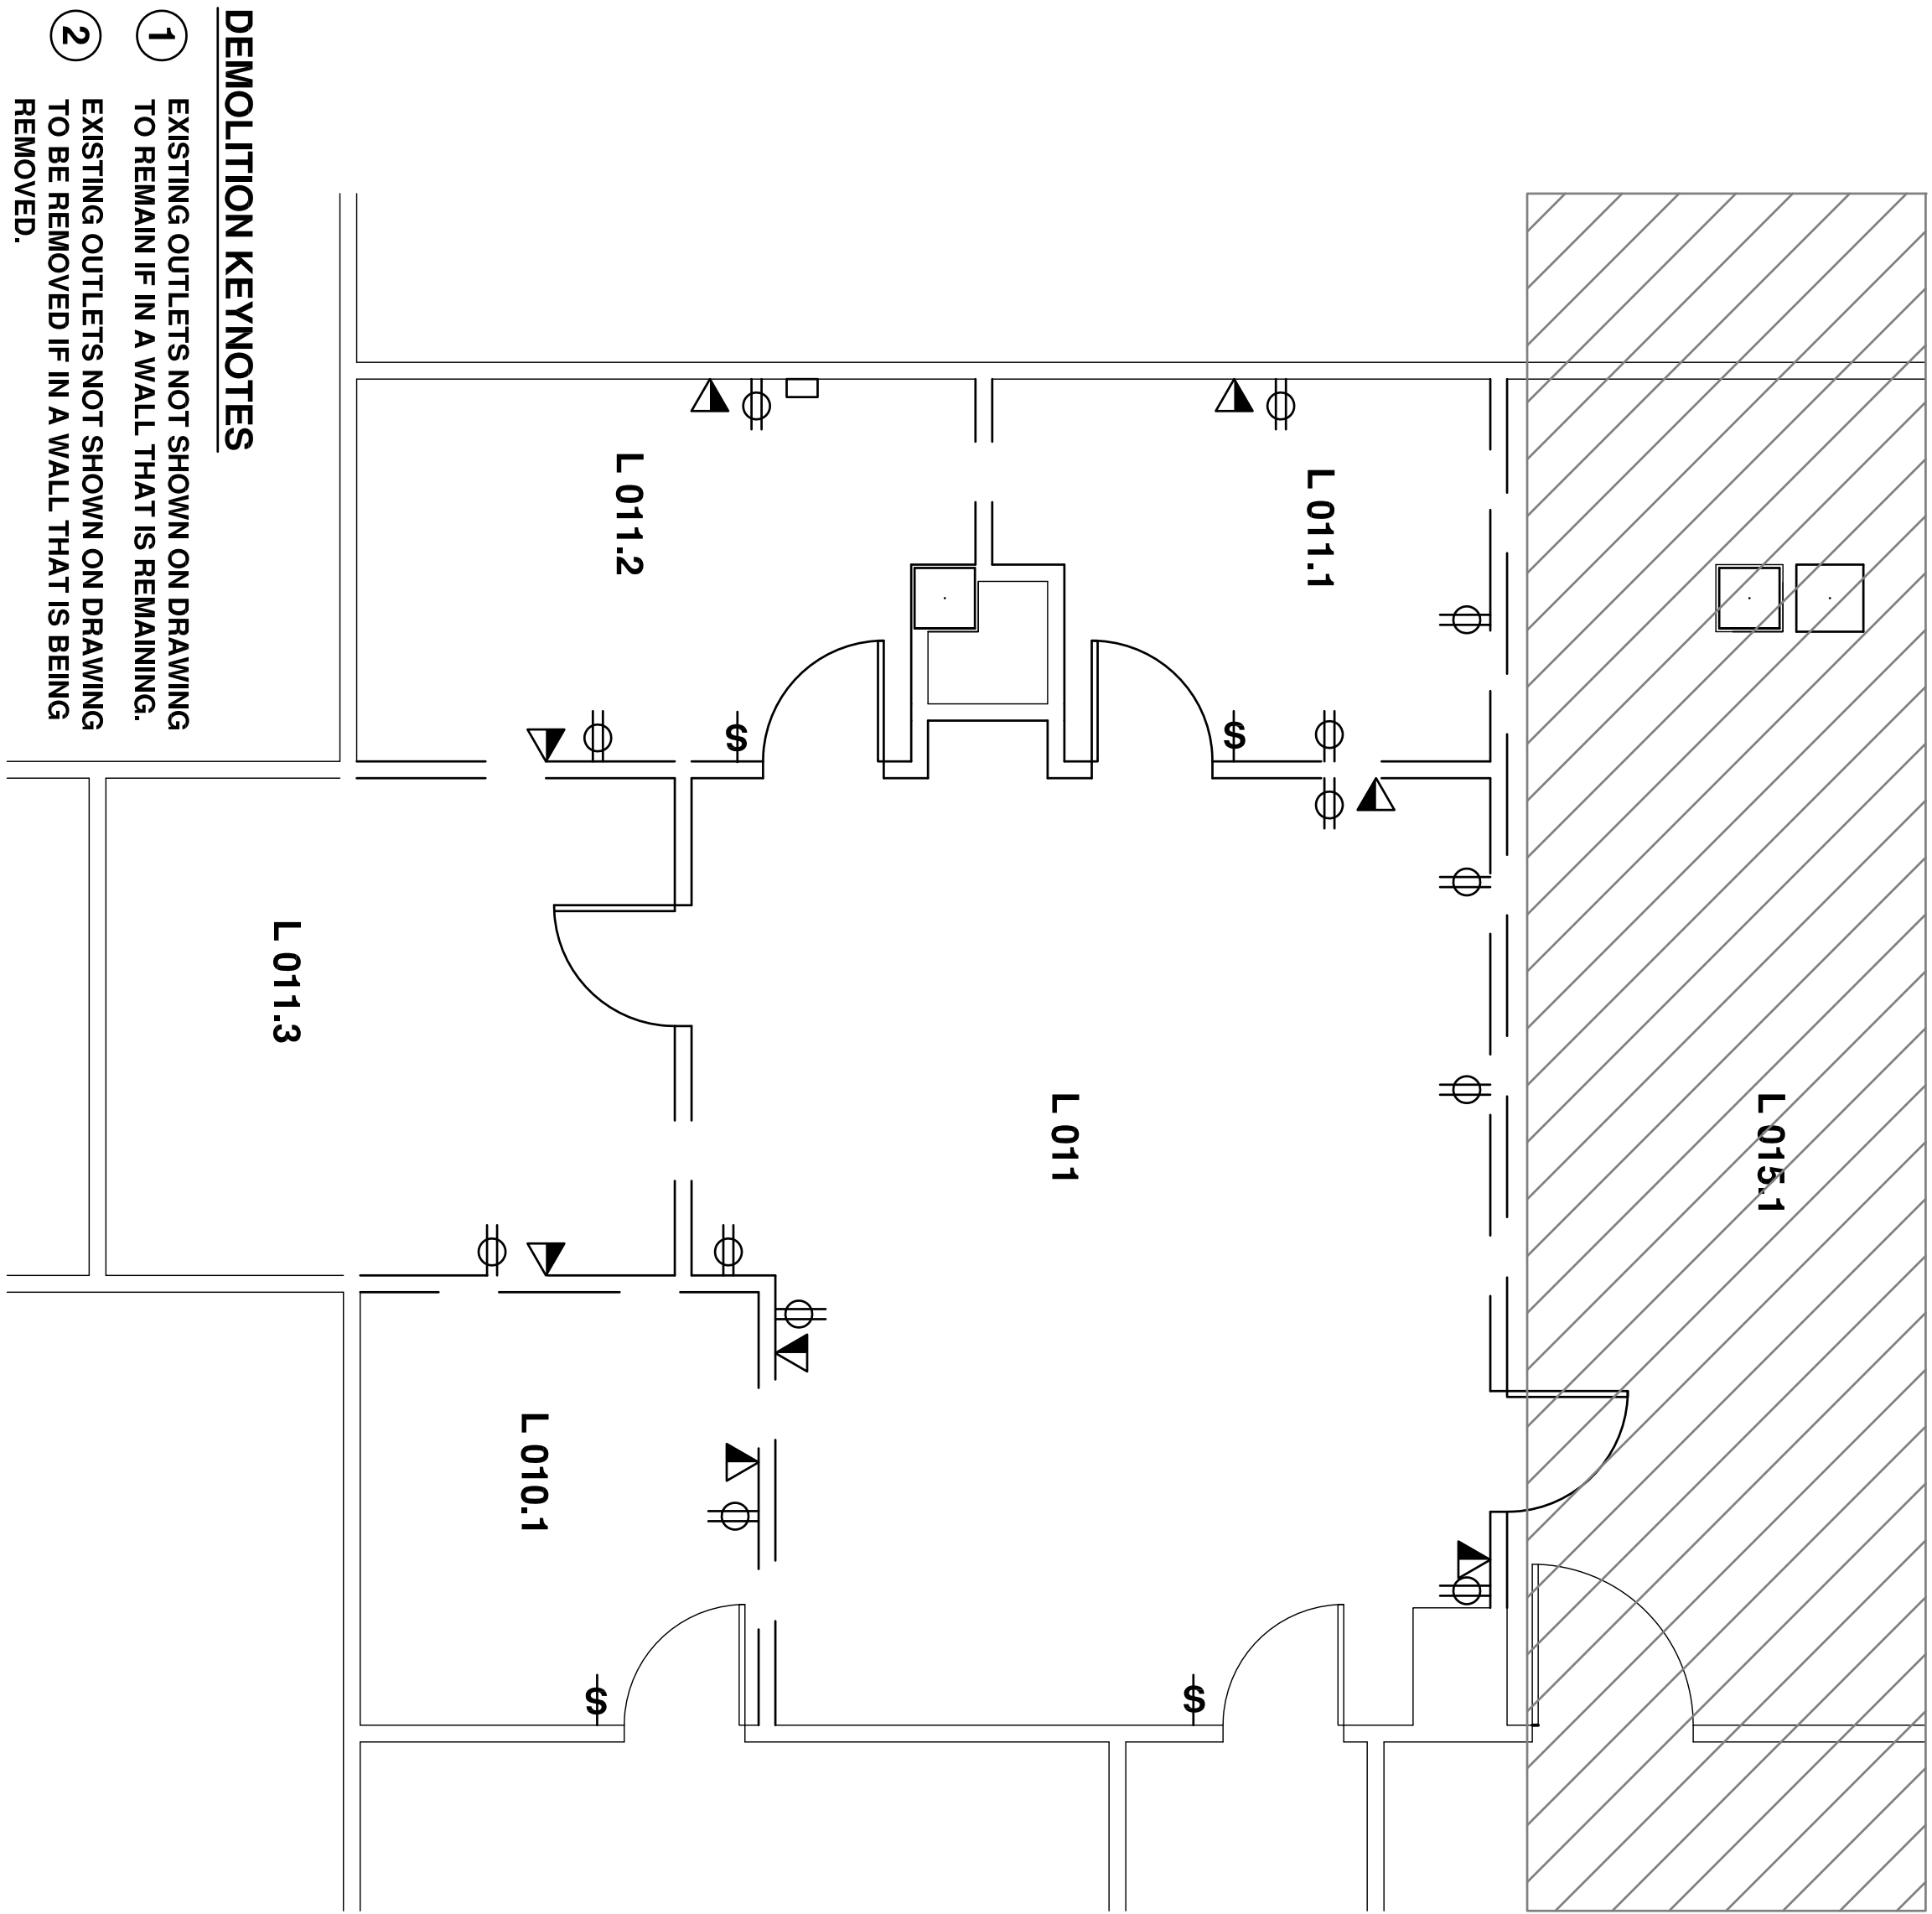 DEMOLITION KEYNOTES
1 EXISTING OUTLETS NOT SHOWN ON DRAWING
TO REMAIN IF IN A WALL THAT IS REMAINING.
2 EXISTING OUTLETS NOT SHOWN ON DRAWING
TO BE REMOVED IF IN A WALL THAT IS BEING
REMOVED.
L 015.1
L 011.1
L 011
L 011.2
L 010.1
L 011.3
$
$
$
$